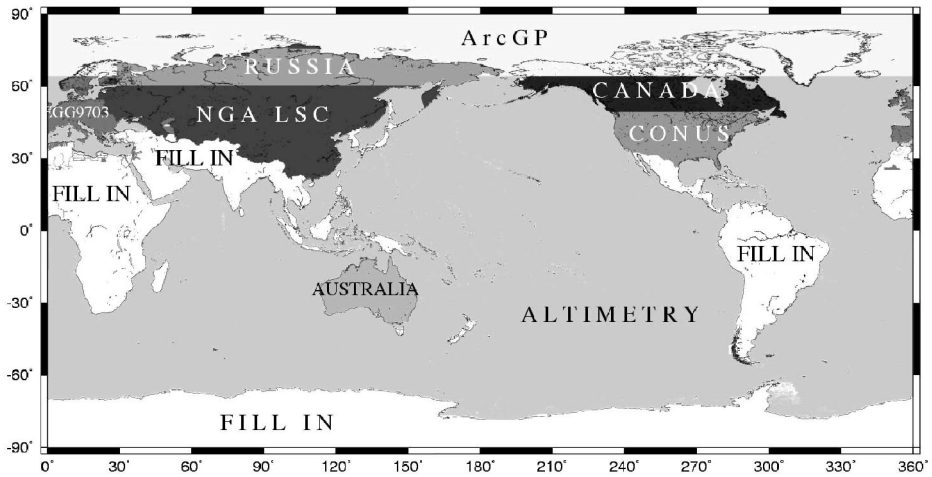 90°
ArcGP
RUSSIA
60°
CANADA
EGG9703
NGA LSC
CONUS
30°
FILL IN
FILL IN
0°
FILL IN
AUSTRALIA
-30°
ALTIMETRY
-60°
FILL IN
-90°
0° 30° 60° 90° 120° 150° 180° 210° 240° 270° 300° 330° 360°